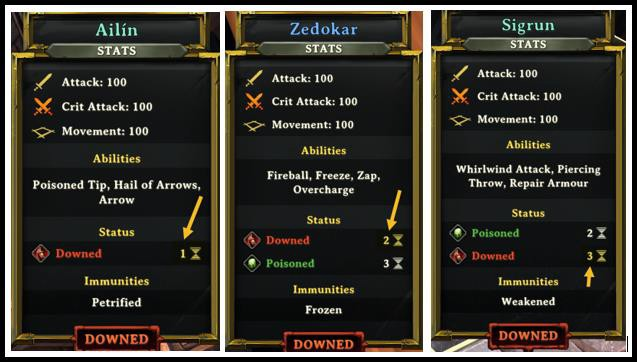 Ailín
STATS
Attack: 100
Crit Attack: 100
Movement: 100
Abilities
Poisoned Tip, Hail of Arrows,
Arrow
Status
Downed 1
Immunities
Petrified
DOWNED
Zedokar
STATS
Attack: 100
Crit Attack: 100
Movement: 100
Abilities
Fireball, Freeze, Zap,
Overcharge
Status
Downed 2
Poisoned 3
Immunities
Frozen
DOWNED
Sigrun
STATS
Attack: 100
Crit Attack: 100
Movement: 100
Abilities
Whirlwind Attack, Piercing
Throw, Repair Armour
Status
Poisoned 2
Downed 3
Immunities
Weakened
DOWNED